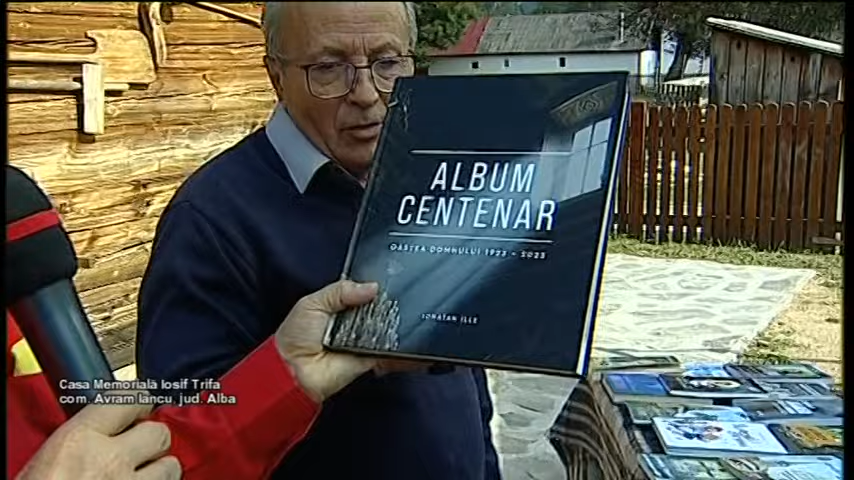 ALBUM
CENTENAR
OASTEA DOMNULUI 1923 - 2023
IONATAN ILLE
Casa Memorială Iosif Trifa
com. Avram Iancu, jud. Alba